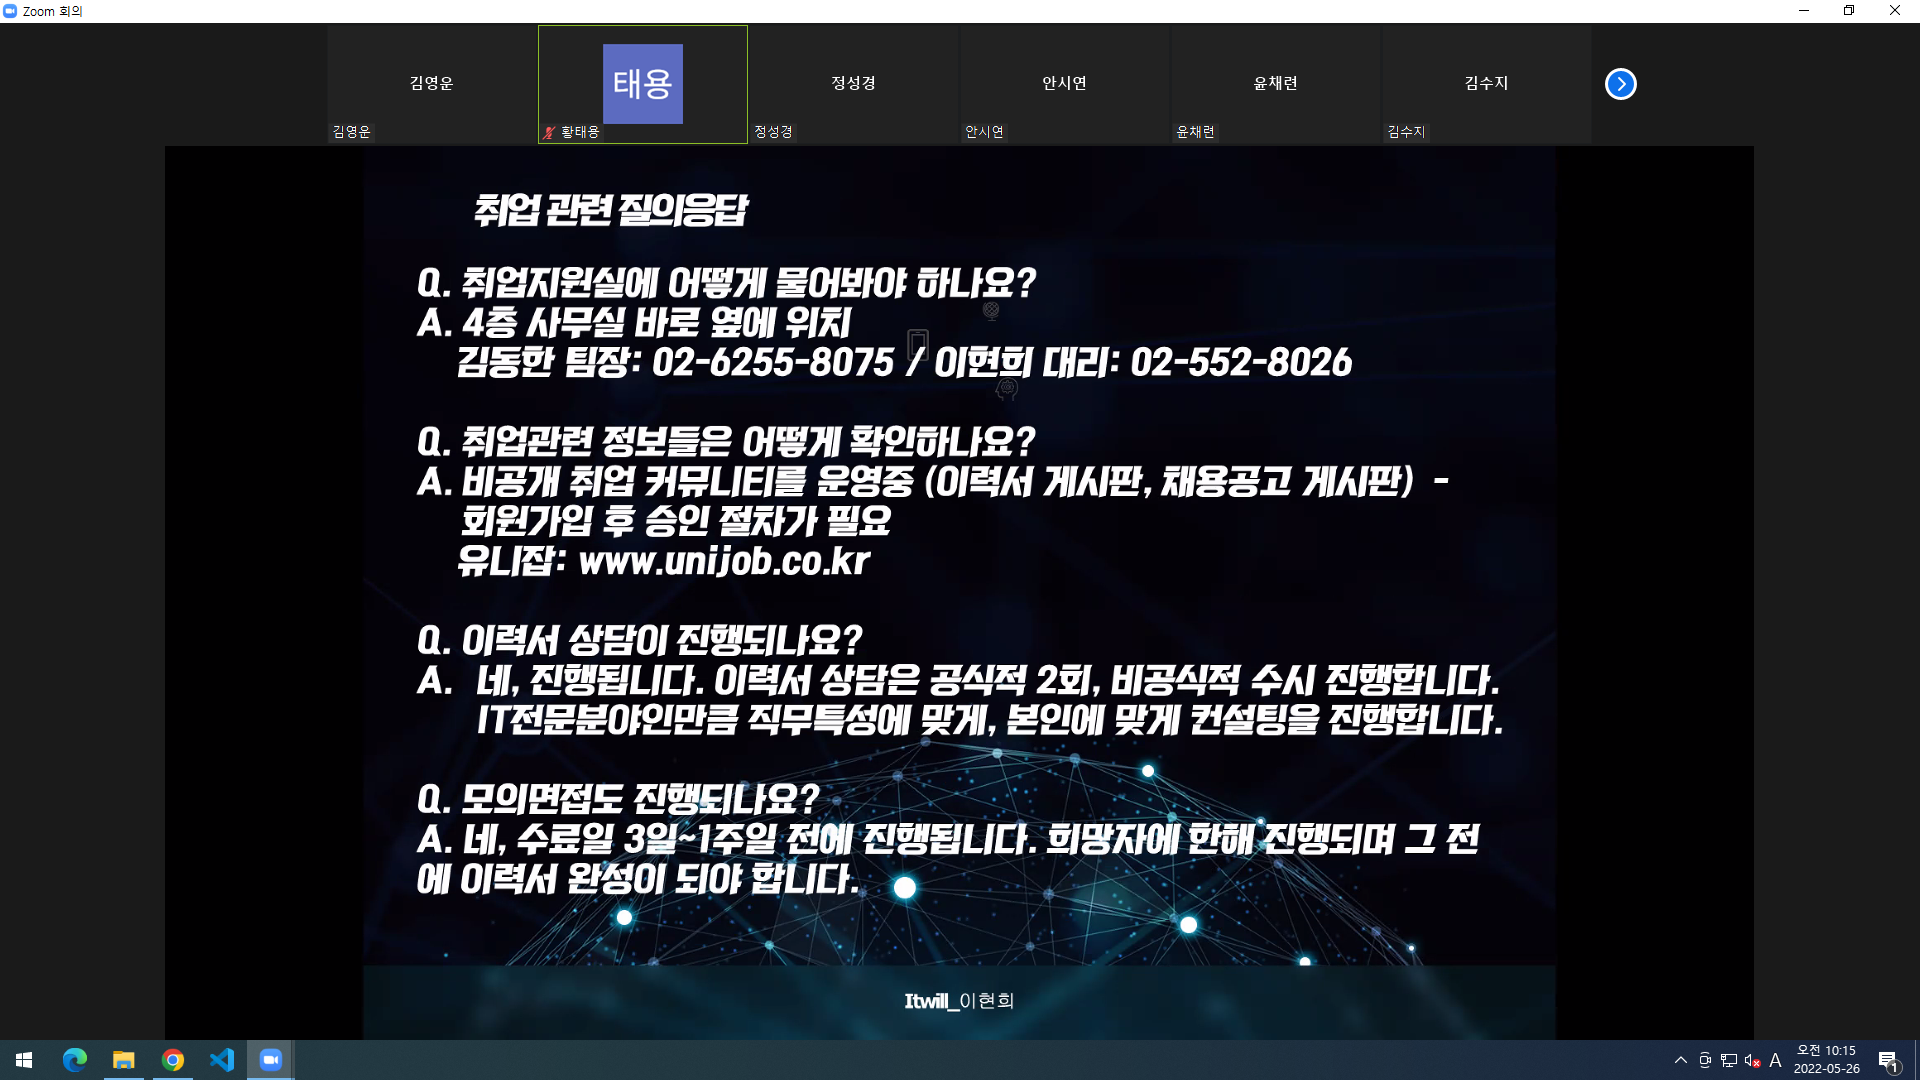 Zoom 회의
김영운
태용
정성경
안시연
윤채련
김수지
김영운
황태용
정성경
안시연
윤채련
김수지
취업 관련 질의응답
Q. 취업지원실에 어떻게 물어봐야 하나요?
A. 4층 사무실 바로 옆에 위치
김동한 팀장: 02-6255-8075 / 이현희 대리: 02-552-8026
Q. 취업관련 정보들은 어떻게 확인하나요?
A. 비공개 취업 커뮤니티를 운영중 (이력서 게시판, 채용공고 게시판) -
회원가입 후 승인 절차가 필요
유니잡: www.unijob.co.kr
Q. 이력서 상담이 진행되나요?
A. 네, 진행됩니다. 이력서 상담은 공식적 2회, 비공식적 수시 진행합니다.
IT전문분야인만큼 직무특성에 맞게, 본인에 맞게 컨설팅을 진행합니다.
Q. 모의면접도 진행되나요?
A. 네, 수료일 3일~1주일 전에 진행됩니다. 희망자에 한해 진행되며 그 전
에 이력서 완성이 되야 합니다.
Itwill_이현희
A
오전 10:15
2022-05-26
1